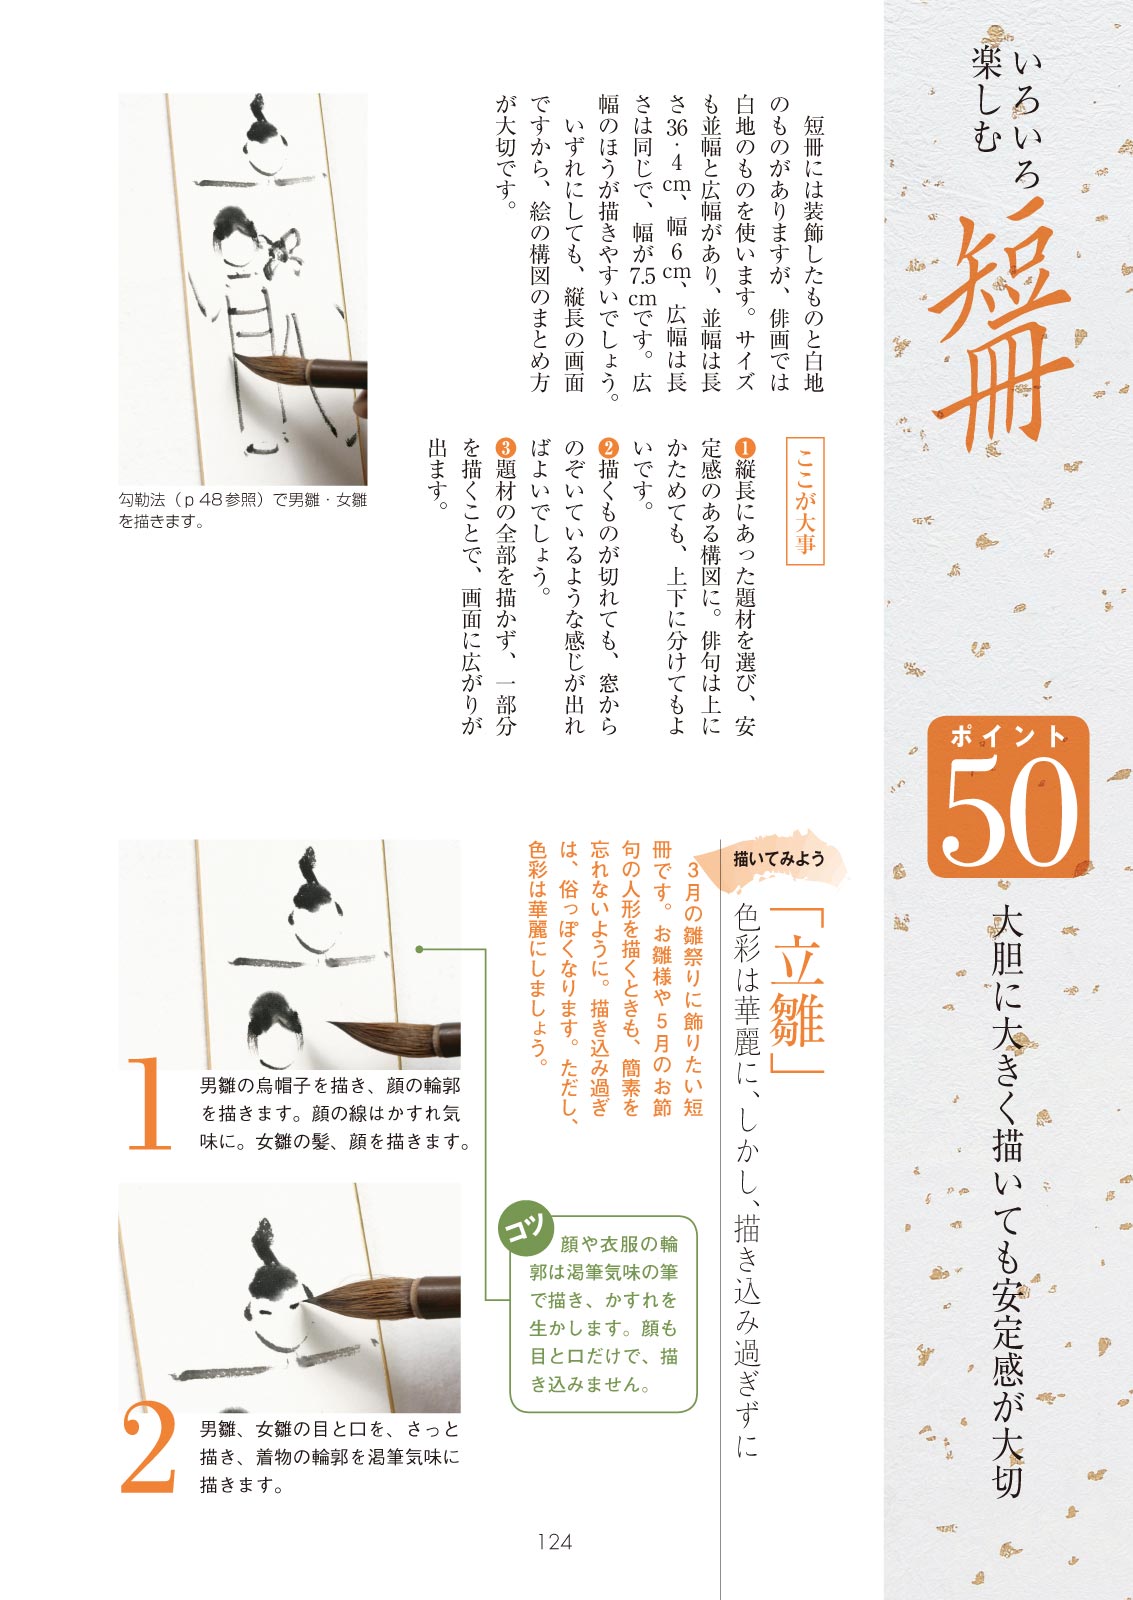 いろいろ
楽しむ
短冊
ポイント
50
大胆に大きく描いても安定感が大切
短冊には装飾したものと白地
のものがありますが、俳画では
白地のものを使います。サイズ
も並幅と広幅があり、並幅は長
さ36・4cm、幅6cm、広幅は長
さは同じで、幅が7.5cmです。広
幅のほうが描きやすいでしょう。
いずれにしても、縦長の画面
ですから、絵の構図のまとめ方
が大切です。
勾勒法（p48参照）で男雛・女雛
を描きます。
ここが大事
❶縦長にあった題材を選び、安
定感のある構図に。俳句は上に
かためても、上下に分けてもよ
いです。
❷描くものが切れても、窓から
のぞいているような感じが出れ
ばよいでしょう。
❸題材の全部を描かず、一部分
を描くことで、画面に広がりが
出ます。
描いてみよう
「立雛」
色彩は華麗に、しかし、描き込み過ぎずに
3月の雛祭りに飾りたい短
冊です。お雛様や5月のお節
句の人形を描くときも、簡素を
忘れないように。描き込み過ぎ
は、俗っぽくなります。ただし、
色彩は華麗にしましょう。
1
男雛の烏帽子を描き、顔の輪郭
を描きます。顔の線はかすれ気
味に。女雛の髪、顔を描きます。
コツ
顔や衣服の輪
郭は渇筆気味の筆
で描き、かすれを
生かします。顔も
目と口だけで、描
き込みません。
2
男雛、女雛の目と口を、さっと
描き、着物の輪郭を渇筆気味に
描きます。
124